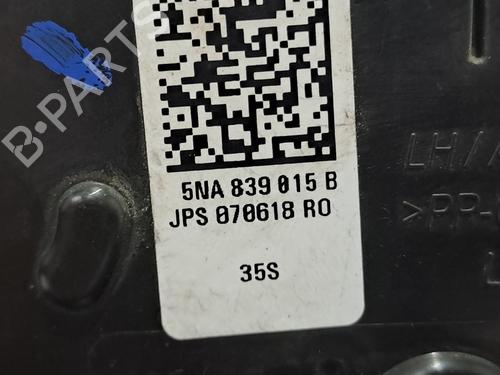 B-PARTS
5NA 839 015 B
JPS 070618 RO
35S
LH//
>PP-